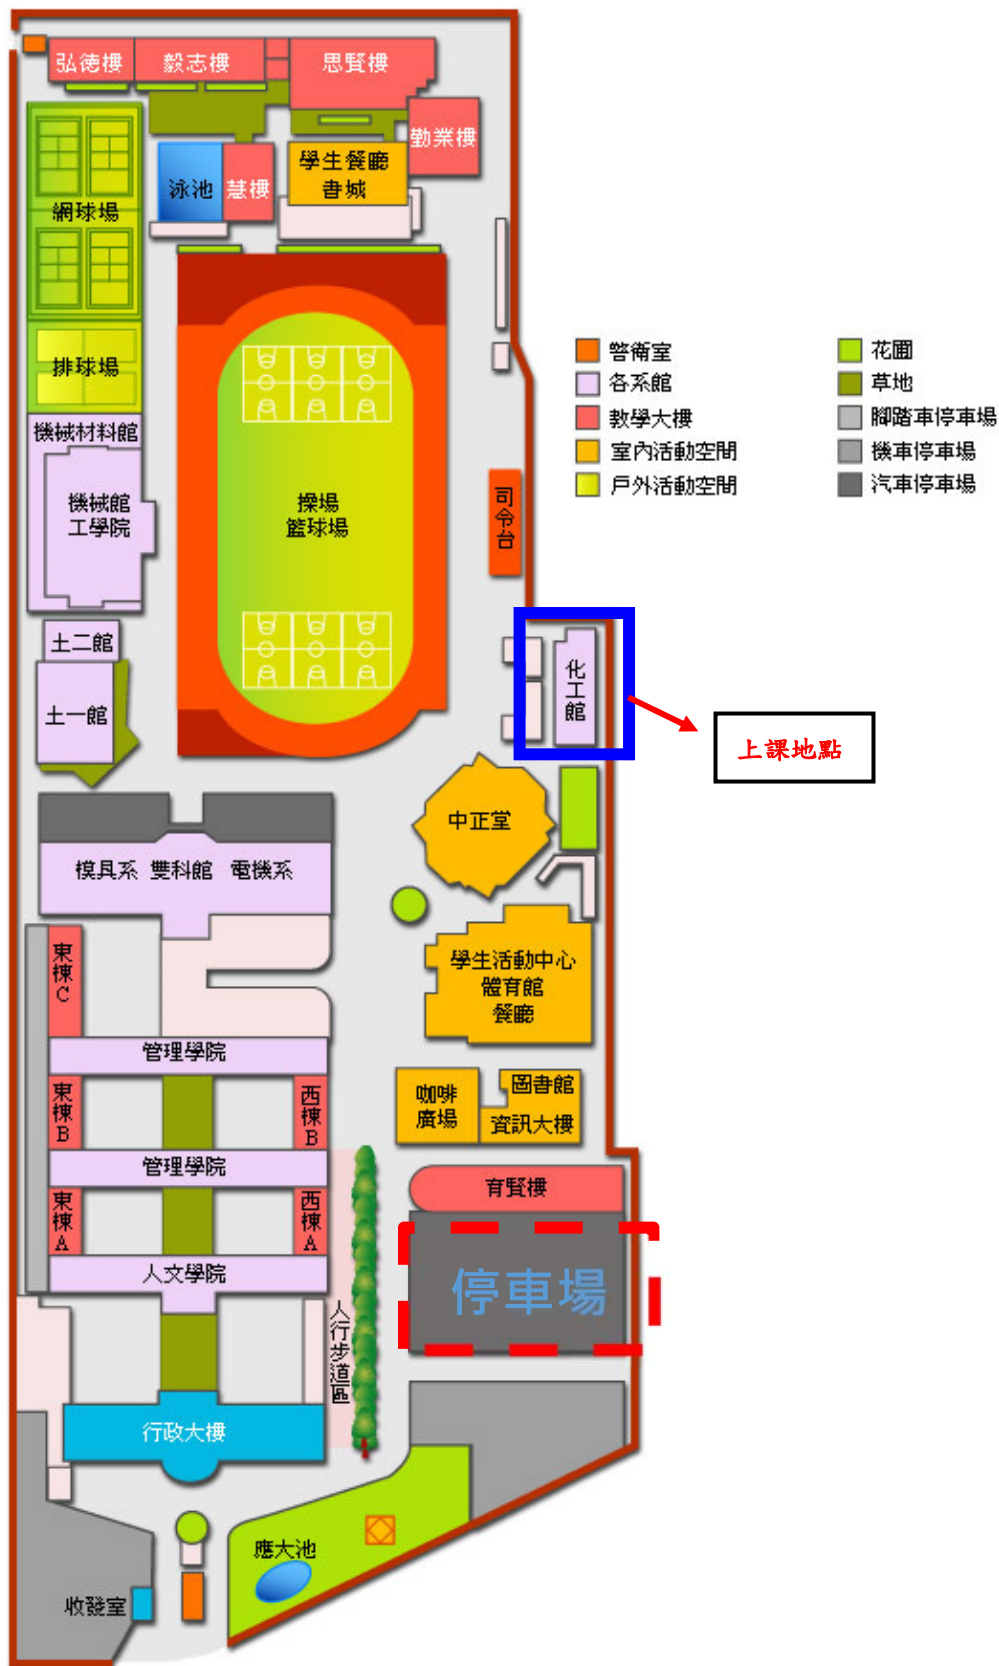 弘德樓
毅志樓
思賢樓
勤業樓
學生餐廳
書城
泳池
慧樓
網球場
排球場
機械材料館
機械館
工學院
操場
籃球場
司令台
警衛室
各系館
教學大樓
室內活動空間
戶外活動空間
花圃
草地
腳踏車停車場
機車停車場
汽車停車場
土二館
土一館
化工館
上課地點
中正堂
模具系 雙科館 電機系
學生活動中心
體育館
餐廳
東棟C
管理學院
東棟B
西棟B
咖啡
廣場
圖書館
資訊大樓
管理學院
東棟A
西棟A
育賢樓
人文學院
停車場
人行步道區
行政大樓
應大池
收發室